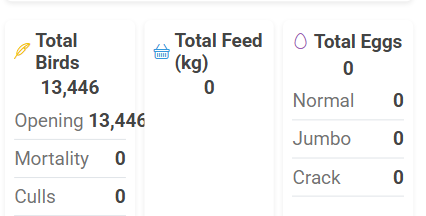 Total
Birds
13,446
Opening 13,446
Mortality 0
Culls 0
Total Feed
(kg)
0
Total Eggs
0
Normal 0
Jumbo 0
Crack 0